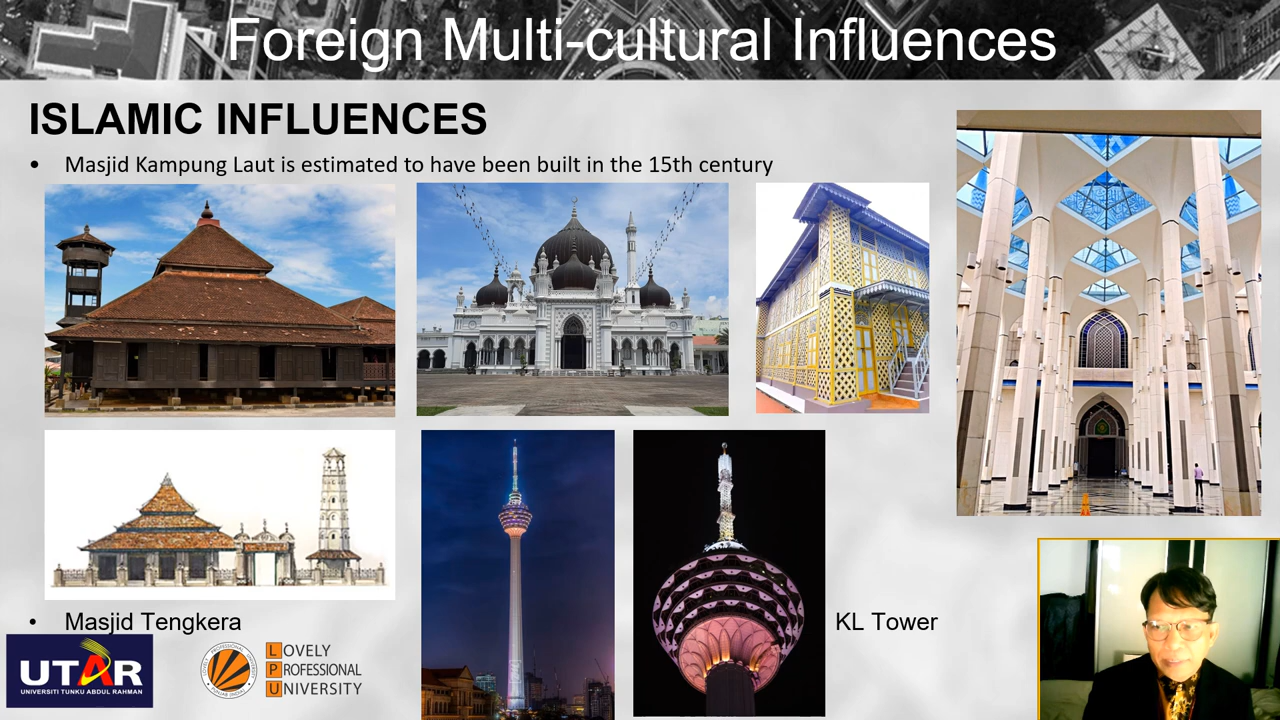 Foreign Multi-cultural Influences
ISLAMIC INFLUENCES
• Masjid Kampung Laut is estimated to have been built in the 15th century
• Masjid Tengkera
KL Tower
UTAR
UNIVERSITI TUNKU ABDUL RAHMAN
LOVELY
PROFESSIONAL
UNIVERSITY